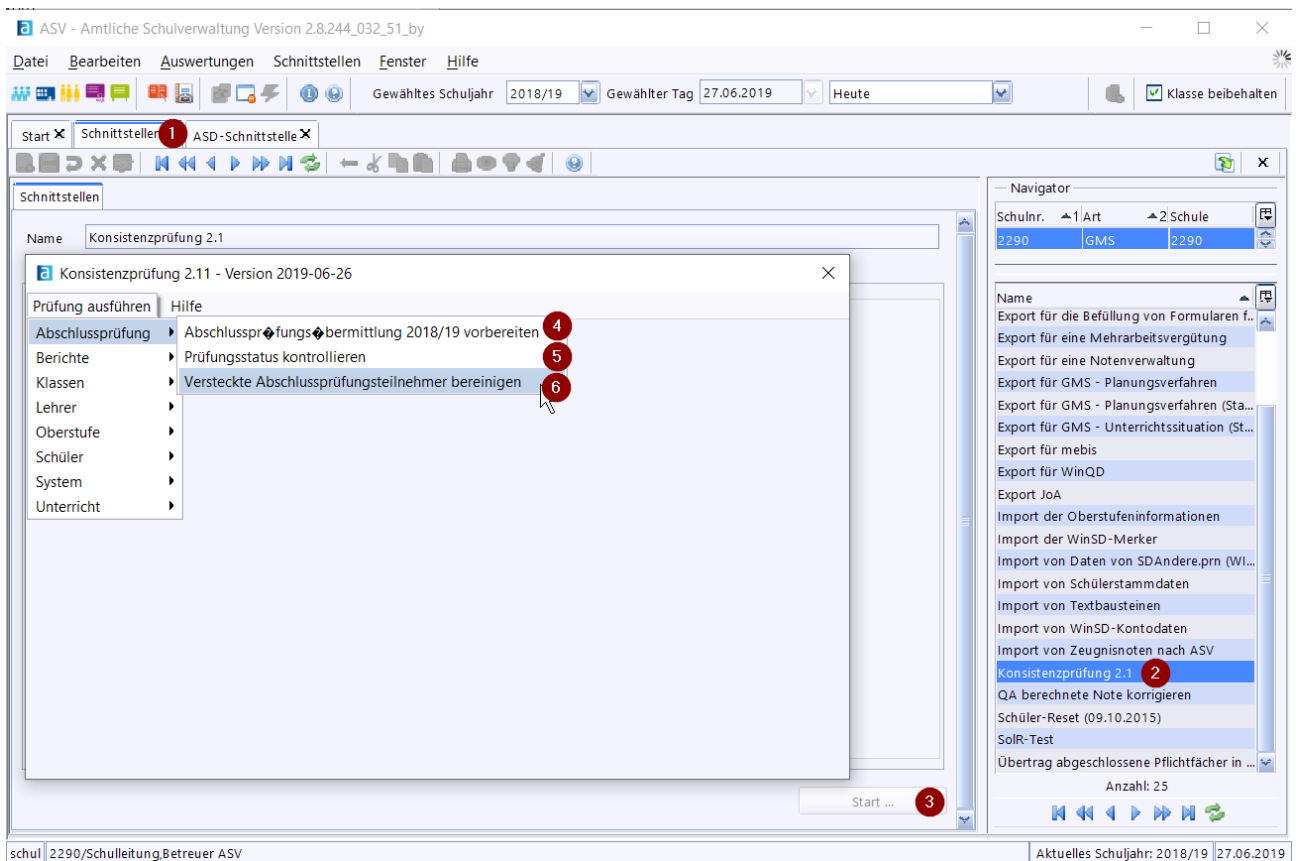 ASV - Amtliche Schulverwaltung Version 2.8.244_032_51_by
Datei Bearbeiten Auswertungen Schnittstellen Fenster Hilfe
Gewähltes Schuljahr 2018/19 Gewählter Tag 27.06.2019 Heute Klasse beibehalten
Start Schnittstellen 1 ASD-Schnittstelle
Schnittstellen
Name Konsistenzprüfung 2.1
Konsistenzprüfung 2.11 - Version 2019-06-26
Prüfung ausführen Hilfe
Abschlussprüfung
Berichte
Klassen
Lehrer
Oberstufe
Schüler
System
Unterricht
Abschlusspr�fungs�bermittlung 2018/19 vorbereiten 4
Prüfungsstatus kontrollieren 5
Versteckte Abschlussprüfungsteilnehmer bereinigen 6
Start ... 3
Navigator
Schulnr. 1 Art 2 Schule
2290 GMS 2290
Name
Export für die Befüllung von Formularen f..
Export für eine Mehrarbeitsvergütung
Export für eine Notenverwaltung
Export für GMS - Planungsverfahren
Export für GMS - Planungsverfahren (Sta...
Export für GMS - Unterrichtssituation (St...
Export für mebis
Export für WinQD
Export JoA
Import der Oberstufeninformationen
Import der WinSD-Merker
Import von Daten von SDAndere.prn (WI...
Import von Schülerstammdaten
Import von Textbausteinen
Import von WinSD-Kontodaten
Import von Zeugnisnoten nach ASV
Konsistenzprüfung 2.1 2
QA berechnete Note korrigieren
Schüler-Reset (09.10.2015)
SolR-Test
Übertrag abgeschlossene Pflichtfächer in ...
Anzahl: 25
schul 2290/Schulleitung,Betreuer ASV Aktuelles Schuljahr: 2018/19 27.06.2019